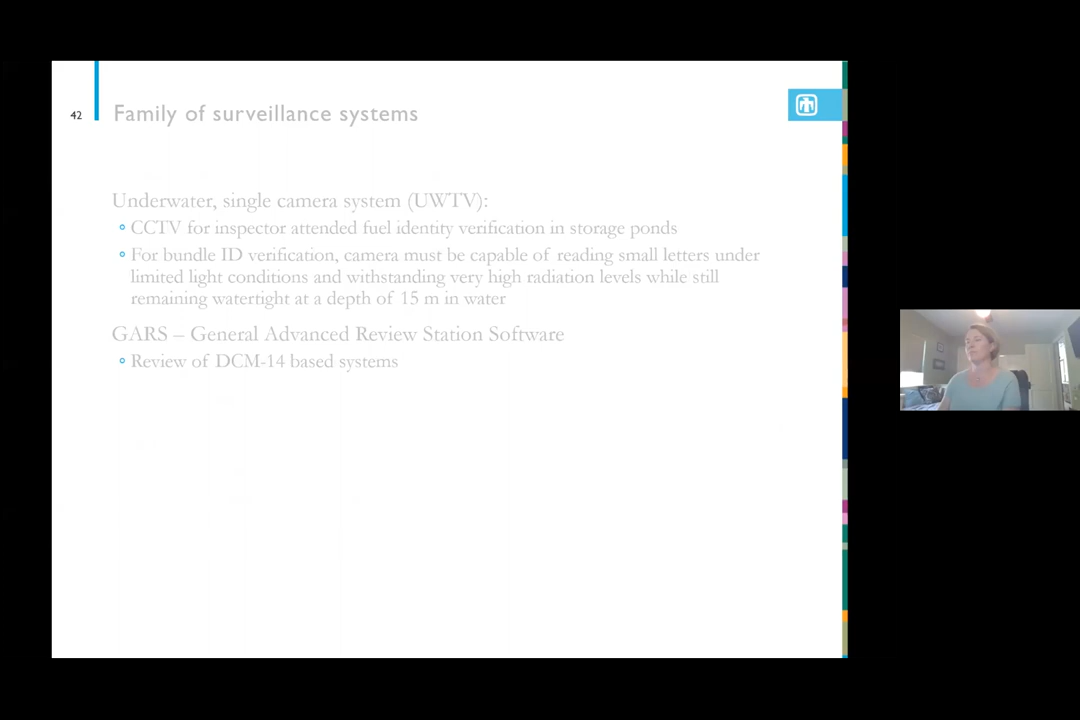 42
Family of surveillance systems
Underwater, single camera system (UWTV):
CCTV for inspector attended fuel identity verification in storage ponds
For bundle ID verification, camera must be capable of reading small letters under
limited light conditions and withstanding very high radiation levels while still
remaining watertight at a depth of 15 m in water
GARS – General Advanced Review Station Software
Review of DCM-14 based systems